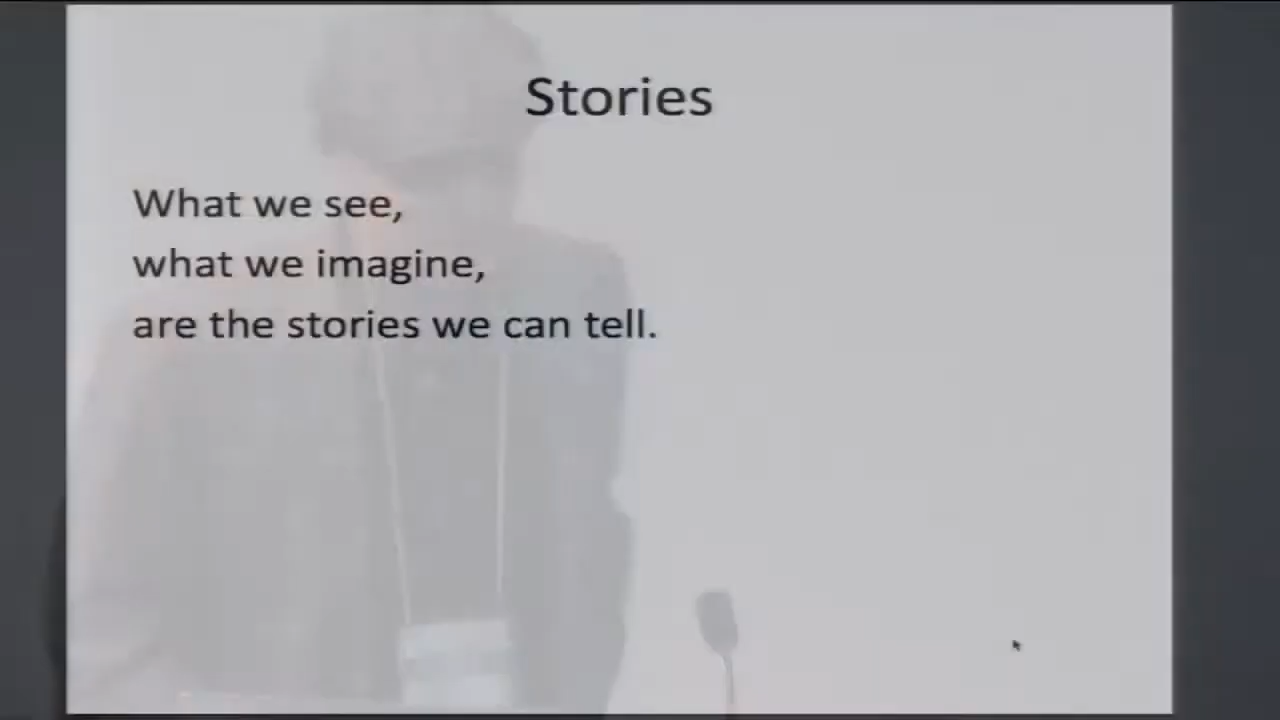 Stories
What we see,
what we imagine,
are the stories we can tell.